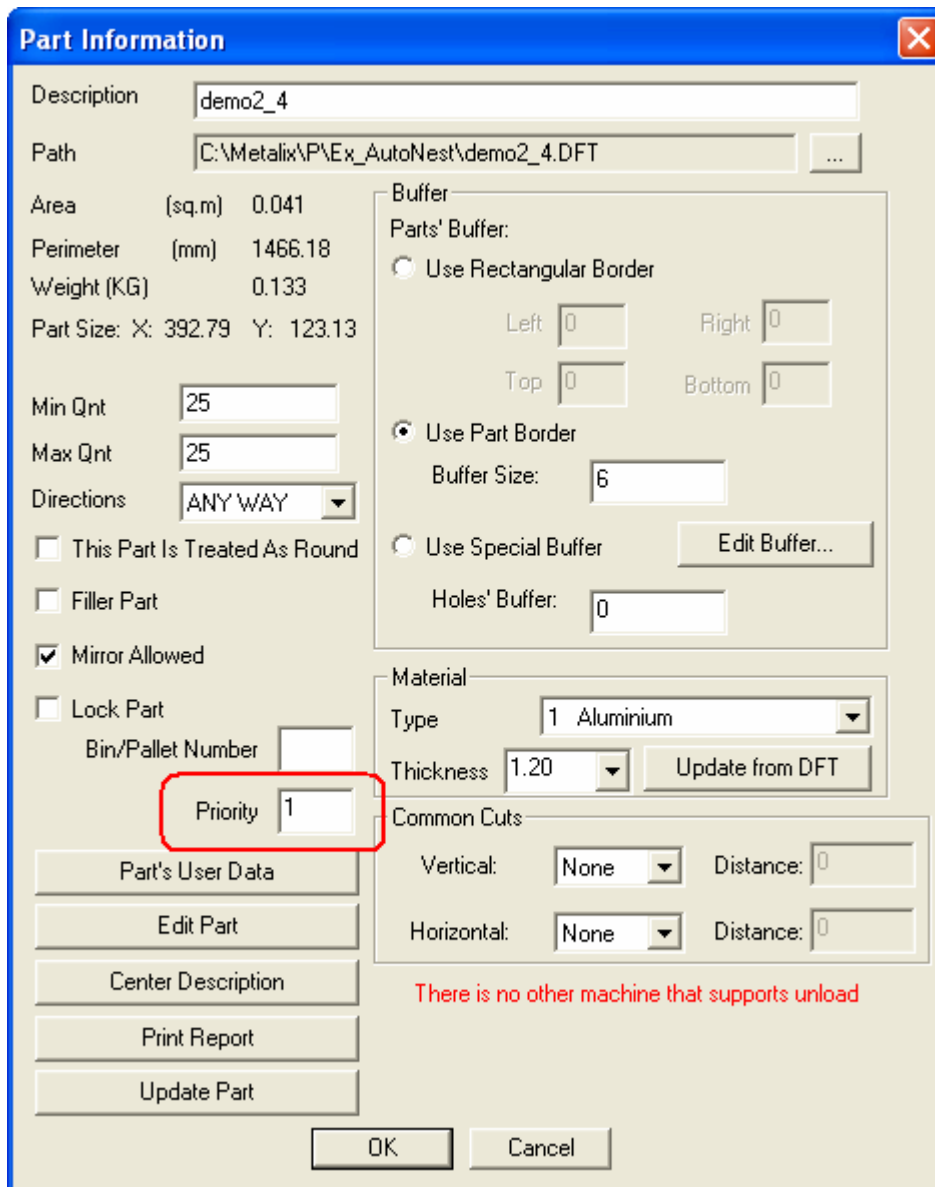 Part Information
Description demo2_4
Path C:\Metalix\P\Ex_AutoNest\demo2_4.DFT ...
Area (sq.m) 0.041
Perimeter (mm) 1466.18
Weight (KG) 0.133
Part Size: X: 392.79 Y: 123.13
Min Qnt 25
Max Qnt 25
Directions ANY WAY
This Part Is Treated As Round
Filler Part
Mirror Allowed
Lock Part
Bin/Pallet Number
Priority 1
Part's User Data
Edit Part
Center Description
Print Report
Update Part
Buffer
Parts' Buffer:
Use Rectangular Border
Left 0 Right 0
Top 0 Bottom 0
Use Part Border
Buffer Size: 6
Use Special Buffer Edit Buffer...
Holes' Buffer: 0
Material
Type 1 Aluminium
Thickness 1.20 Update from DFT
Common Cuts
Vertical: None Distance: 0
Horizontal: None Distance: 0
There is no other machine that supports unload
OK Cancel